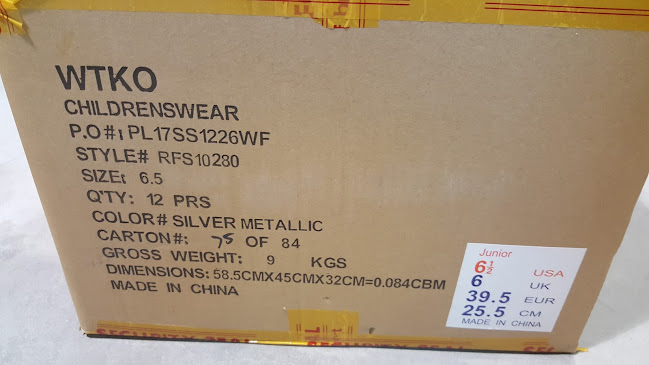 WTKO
CHILDRENSWEAR
P.O#: PL17SS1226WF
STYLE# RFS10280
SIZE: 6.5
Q'TY: 12 PRS
COLOR# SILVER METALLIC
CARTON#: 75 OF 84
GROSS WEIGHT: 9 KGS
DIMENSIONS: 58.5CMX45CMX32CM=0.084CBM
MADE IN CHINA
Junior
6½ USA
6 UK
39.5 EUR
25.5 CM
MADE IN CHINA
SECURITY